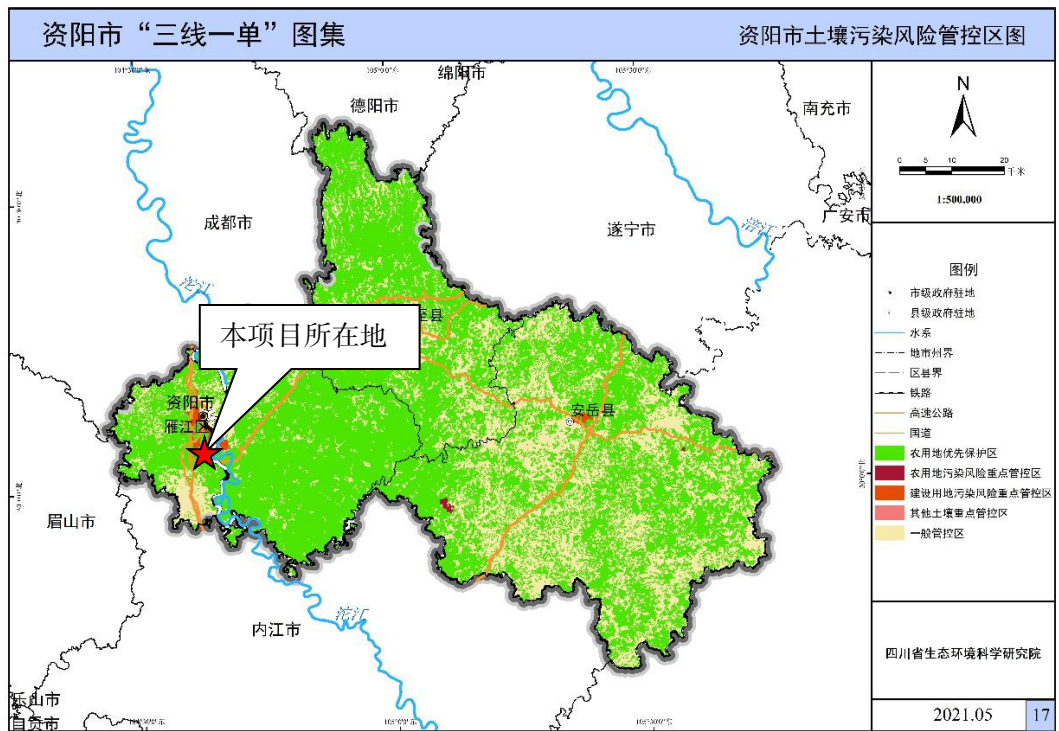 资阳市“三线一单”图集
资阳市土壤污染风险管控区图
绵阳市
德阳市
南充市
成都市
遂宁市
广安市
涪江
沱江
至县
本项目所在地
资阳市
雁江区
安岳县
眉山市
内江市
沱江
乐山市
自贡市
N
0 5 10 20
千米
1:500,000
图例
市级政府驻地
县级政府驻地
水系
地市州界
区县界
铁路
高速公路
国道
农用地优先保护区
农用地污染风险重点管控区
建设用地污染风险重点管控区
其他土壤重点管控区
一般管控区
四川省生态环境科学研究院
2021.05
17